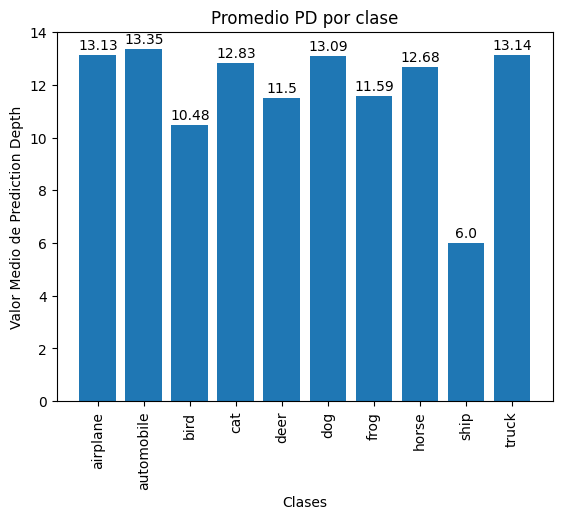 Promedio PD por clase
Valor Medio de Prediction Depth
14
12
10
8
6
4
2
0
13.13
13.35
10.48
12.83
11.5
13.09
11.59
12.68
6.0
13.14
airplane
automobile
bird
cat
deer
dog
frog
horse
ship
truck
Clases